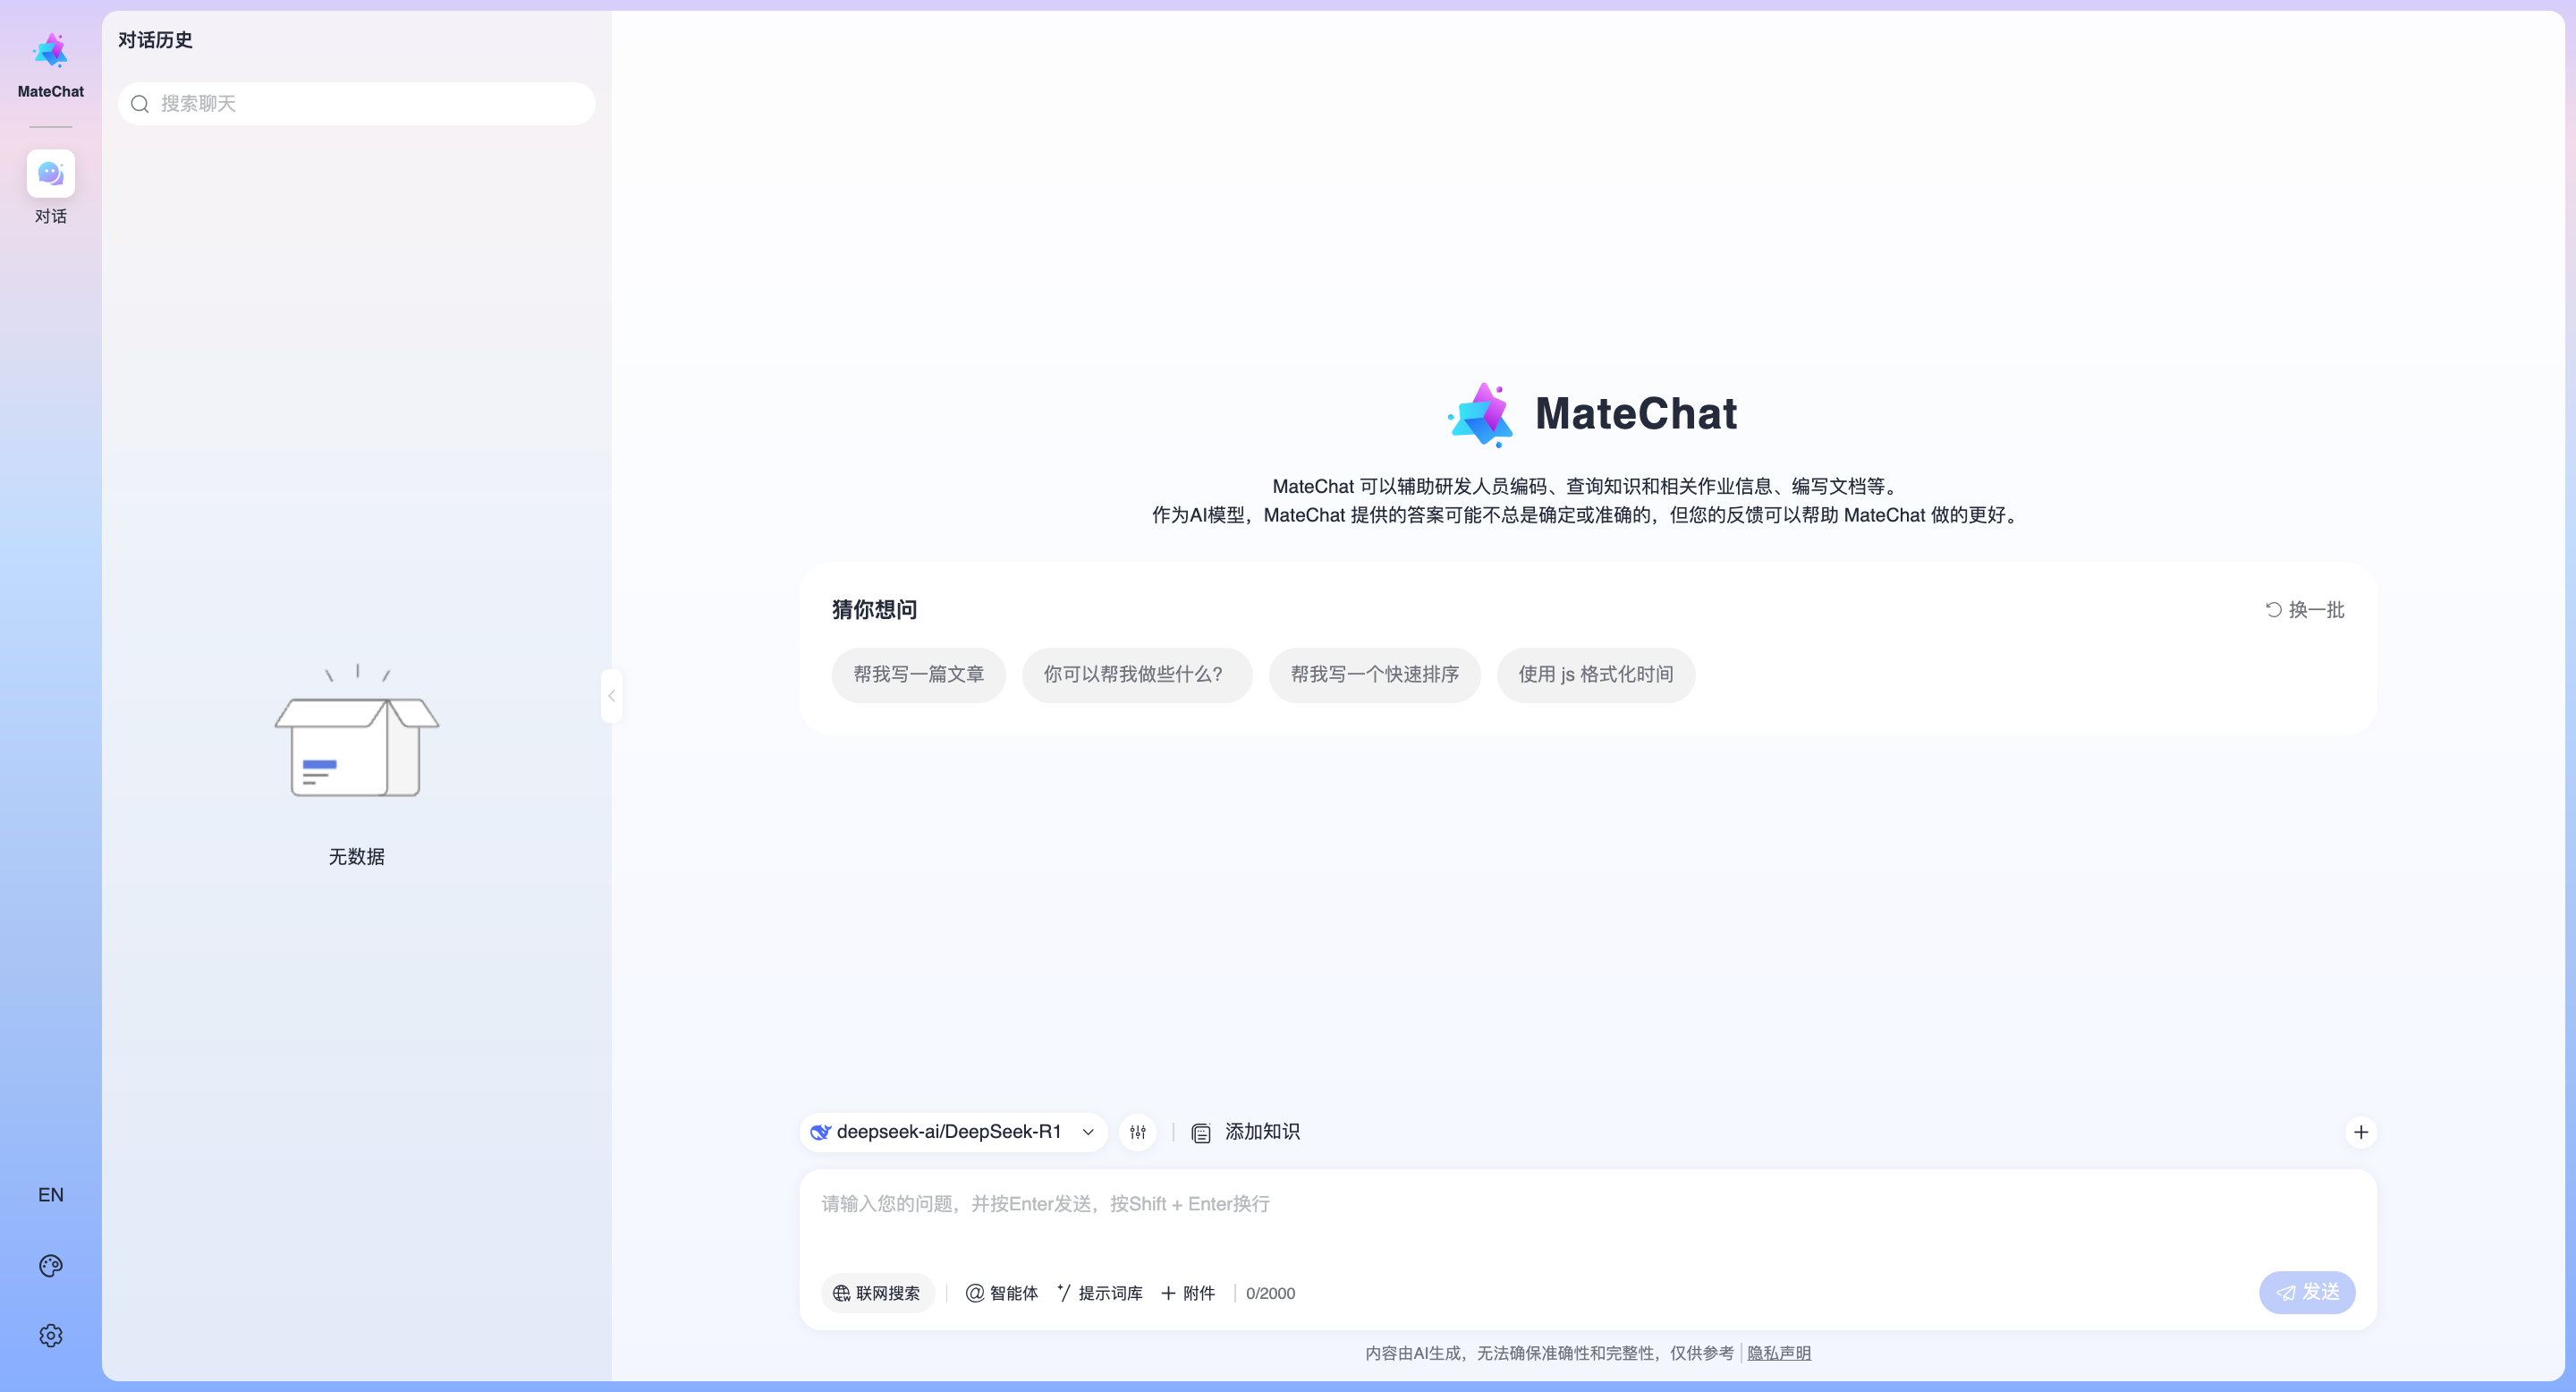 MateChat
对话
EN
对话历史
搜索聊天
无数据
MateChat
MateChat 可以辅助研发人员编码、查询知识和相关作业信息、编写文档等。
作为AI模型，MateChat 提供的答案可能不总是确定或准确的，但您的反馈可以帮助 MateChat 做的更好。
猜你想问
换一批
帮我写一篇文章
你可以帮我做些什么？
帮我写一个快速排序
使用 js 格式化时间
deepseek-ai/DeepSeek-R1
添加知识
请输入您的问题，并按Enter发送，按Shift + Enter换行
联网搜索
智能体
提示词库
附件
0/2000
发送
内容由AI生成，无法确保准确性和完整性，仅供参考
隐私声明